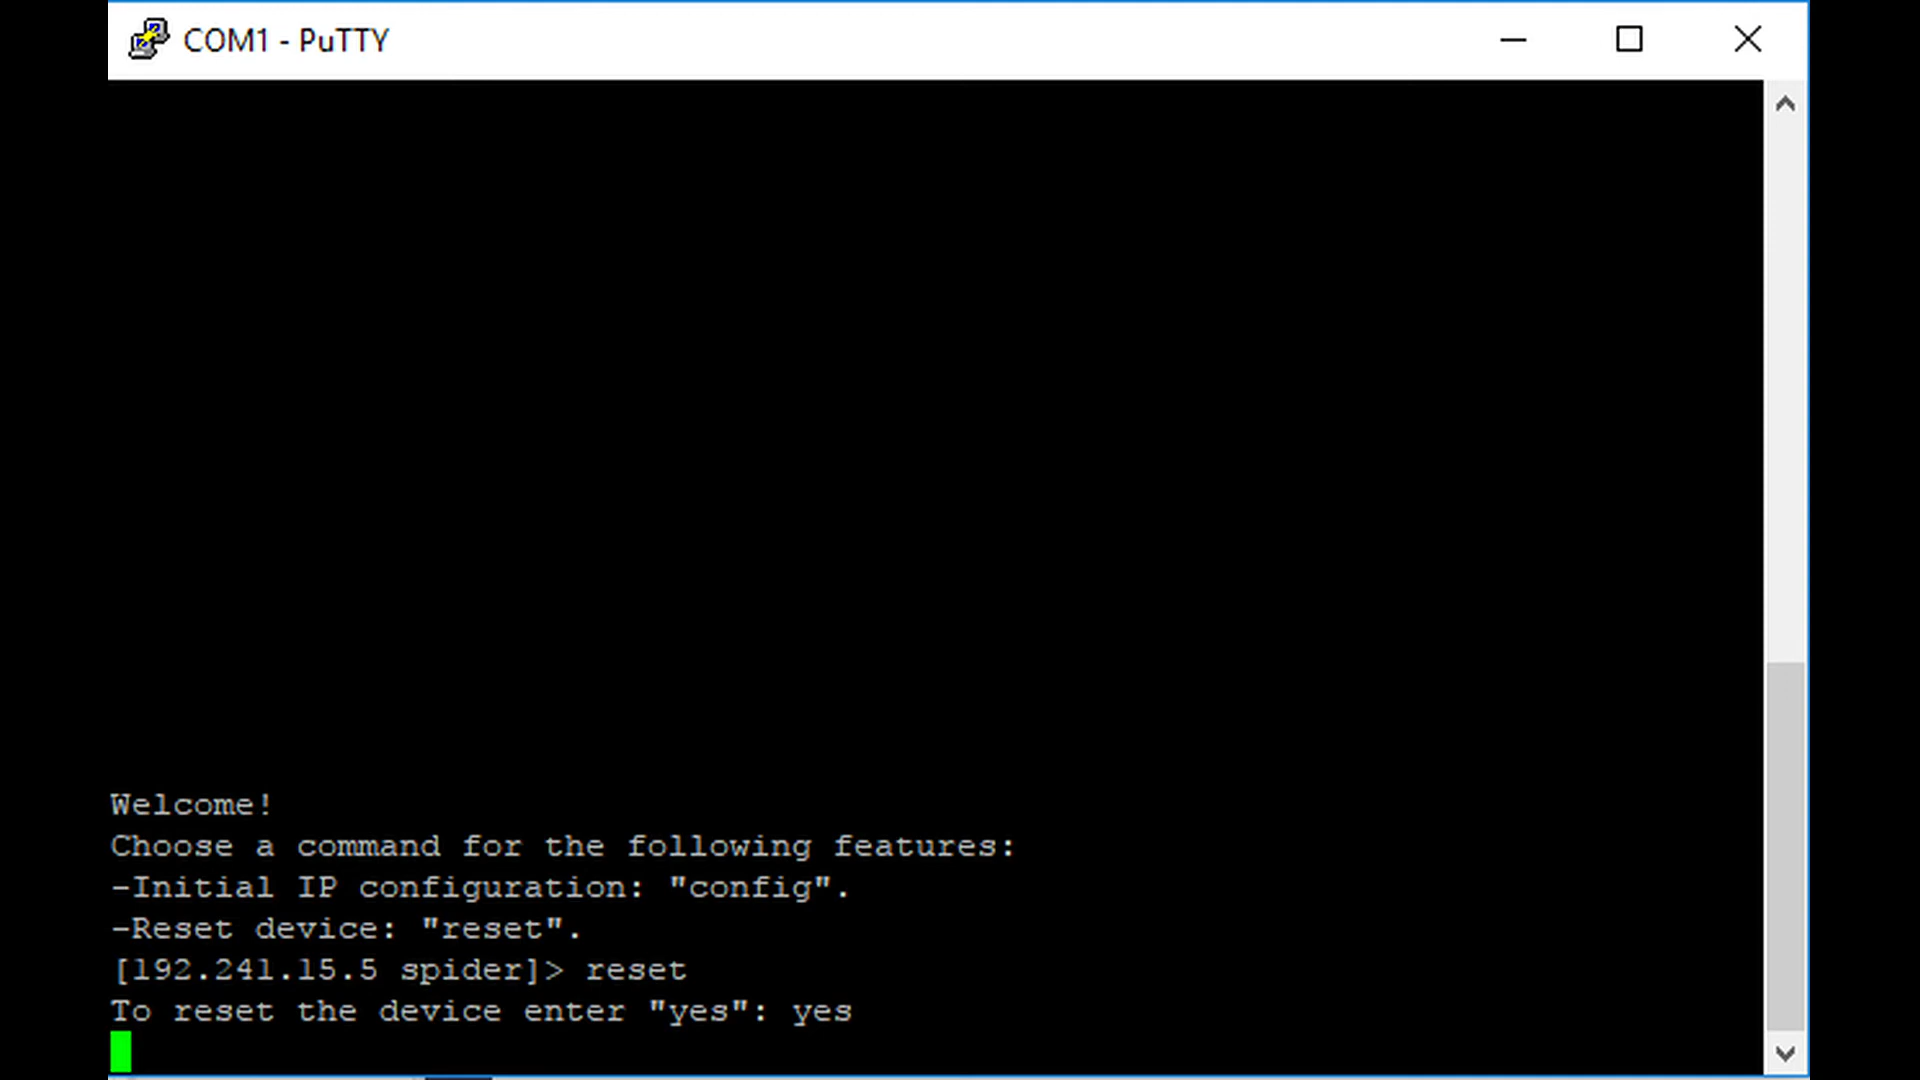 COM1 - PuTTY
Welcome!
Choose a command for the following features:
-Initial IP configuration: "config".
-Reset device: "reset".
[192.241.15.5 spider]> reset
To reset the device enter "yes": yes